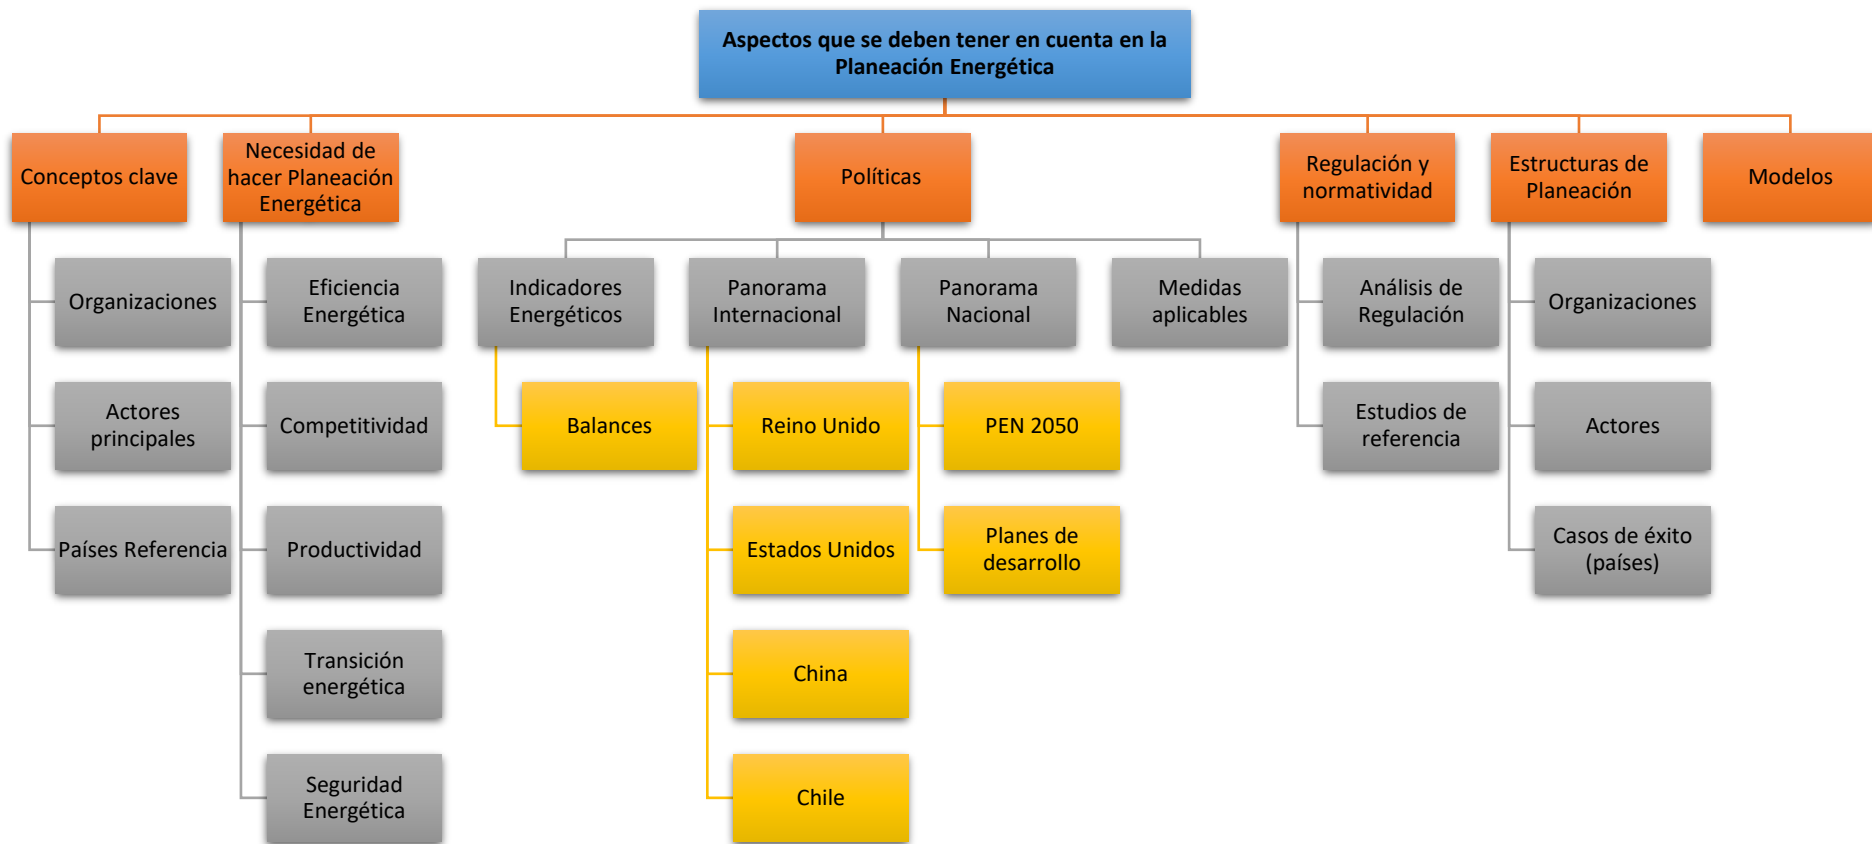 Aspectos que se deben tener en cuenta en la
Planeación Energética
Conceptos clave
Necesidad de
hacer Planeación
Energética
Políticas
Regulación y
normatividad
Estructuras de
Planeación
Modelos
Organizaciones
Actores
principales
Países Referencia
Eficiencia
Energética
Competitividad
Productividad
Transición
energética
Seguridad
Energética
Indicadores
Energéticos
Balances
Panorama
Internacional
Reino Unido
Estados Unidos
China
Chile
Panorama
Nacional
PEN 2050
Planes de
desarrollo
Medidas
aplicables
Análisis de
Regulación
Estudios de
referencia
Organizaciones
Actores
Casos de éxito
(países)